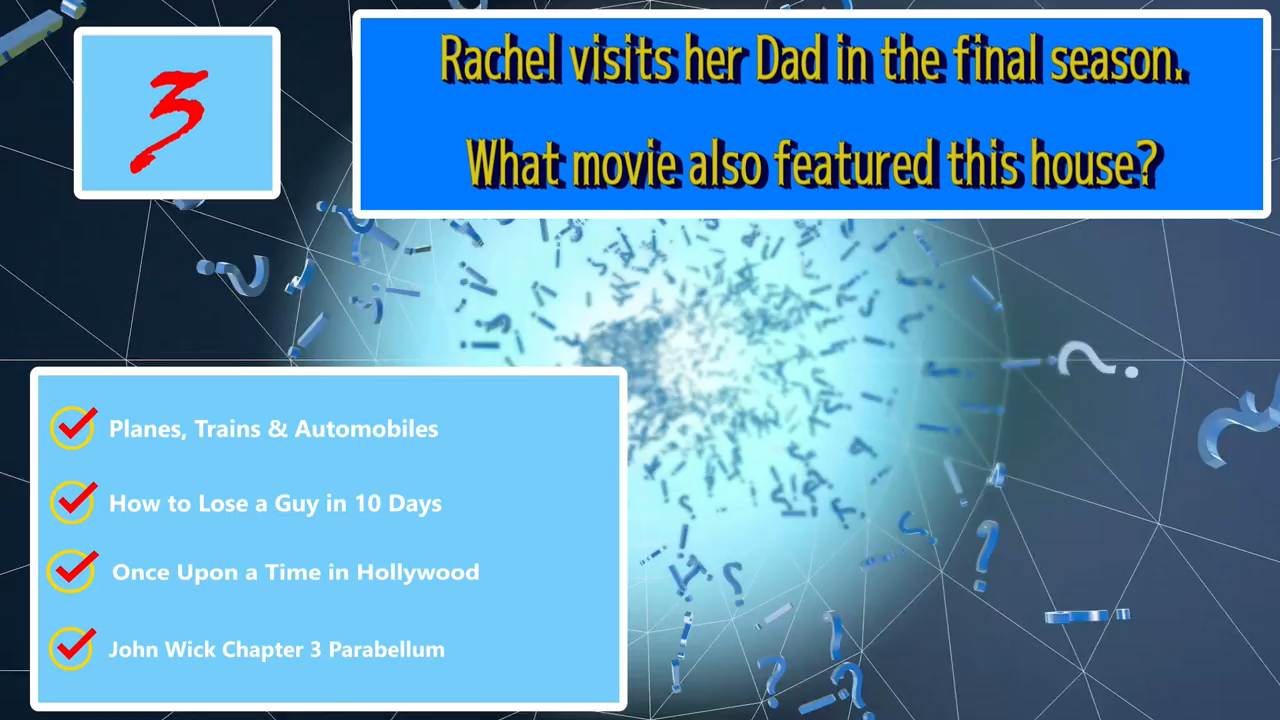 3
Rachel visits her Dad in the final season.
What movie also featured this house?
Planes, Trains & Automobiles
How to Lose a Guy in 10 Days
Once Upon a Time in Hollywood
John Wick Chapter 3 Parabellum